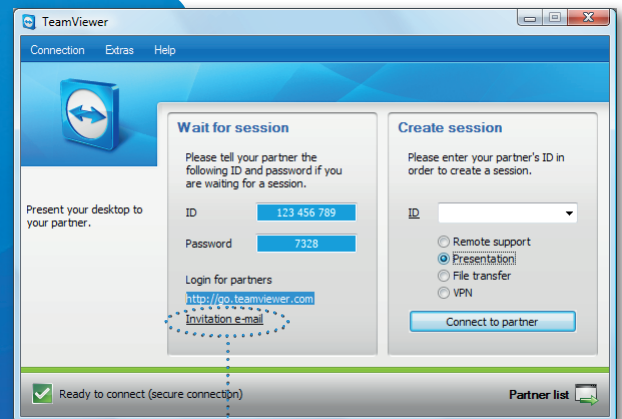 TeamViewer
Connection Extras Help
Wait for session
Please tell your partner the
following ID and password if you
are waiting for a session.
ID 123 456 789
Password 7328
Login for partners
http://go.teamviewer.com
Invitation e-mail
Create session
Please enter your partner's ID in
order to create a session.
ID
Remote support
Presentation
File transfer
VPN
Connect to partner
Present your desktop to
your partner.
Ready to connect (secure connection)
Partner list